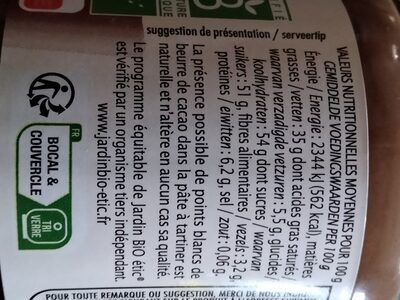 suggestion de présentation / serveertip
VALEURS NUTRITIONNELLES MOYENNES POUR 100 g
GEMIDDELDE VOEDINGSWAARDEN PER 100 g
Énergie / Energie : 2344 kJ (562 kcal), matières
grasses / vetten : 35 g dont acides gras saturés /
waarvan verzadigde vetzuren : 5,5 g, glucides /
koolhydraten : 54 g dont sucres / waarvan
suikers : 51 g, fibres alimentaires / vezels : 3,2 g,
protéines / eiwitten : 6,2 g, sel / zout : 0,06 g.
La présence possible de points blancs de
beurre de cacao dans la pâte à tartiner est
naturelle et n'altère en aucun cas sa qualité.
Le programme équitable de Jardin BiO étic®
est vérifié par un organisme tiers indépendant.
www.jardinbio-etic.fr
FR
BOCAL &
COUVERCLE
TRI
VERRE
POUR TOUTE REMARQUE OU SUGGESTION, MERCI DE NOUS